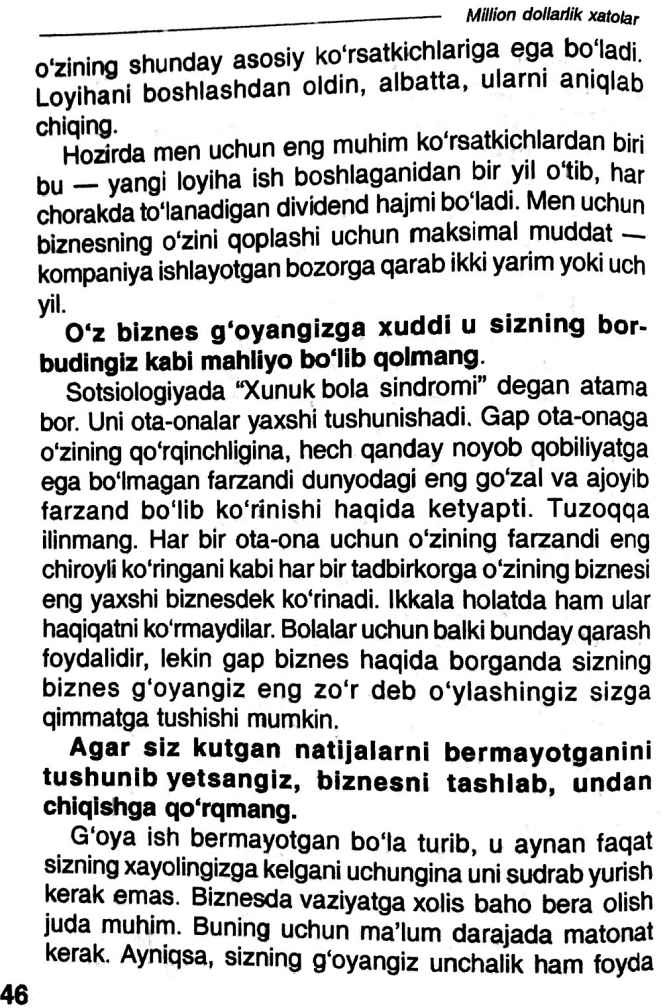 Million dollarlik xatolar
o‘zining shunday asosiy ko‘rsatkichlariga ega bo‘ladi.
Loyihani boshlashdan oldin, albatta, ularni aniqlab
chiqing.
Hozirda men uchun eng muhim ko‘rsatkichlardan biri
bu — yangi loyiha ish boshlaganidan bir yil o‘tib, har
chorakda to‘lanadigan dividend hajmi bo‘ladi. Men uchun
biznesning o‘zini qoplashi uchun maksimal muddat —
kompaniya ishlayotgan bozorga qarab ikki yarim yoki uch
yil.
O‘z biznes g‘oyangizga xuddi u sizning bor-
budingiz kabi mahliyo bo‘lib qolmang.
Sotsiologiyada “Xunuk bola sindromi” degan atama
bor. Uni ota-onalar yaxshi tushunishadi. Gap ota-onaga
o‘zining qo‘rqinchligina, hech qanday noyob qobiliyatga
ega bo‘lmagan farzandi dunyodagi eng go‘zal va ajoyib
farzand bo‘lib ko‘rinishi haqida ketyapti. Tuzoqqa
ilinmang. Har bir ota-ona uchun o‘zining farzandi eng
chiroyli ko‘ringani kabi har bir tadbirkorga o‘zining biznesi
eng yaxshi biznesdek ko‘rinadi. Ikkala holatda ham ular
haqiqatni ko‘rmaydilar. Bolalar uchun balki bunday qarash
foydalidir, lekin gap biznes haqida borganda sizning
biznes g‘oyangiz eng zo‘r deb o‘ylashingiz sizga
qimmatga tushishi mumkin.
Agar siz kutgan natijalarni bermayotganini
tushunib yetsangiz, biznesni tashlab, undan
chiqishga qo‘rqmang.
G‘oya ish bermayotgan bo‘la turib, u aynan faqat
sizning xayolingizga kelgani uchungina uni sudrab yurish
kerak emas. Biznesda vaziyatga xolis baho bera olish
juda muhim. Buning uchun ma’lum darajada matonat
kerak. Ayniqsa, sizning g‘oyangiz unchalik ham foyda
46